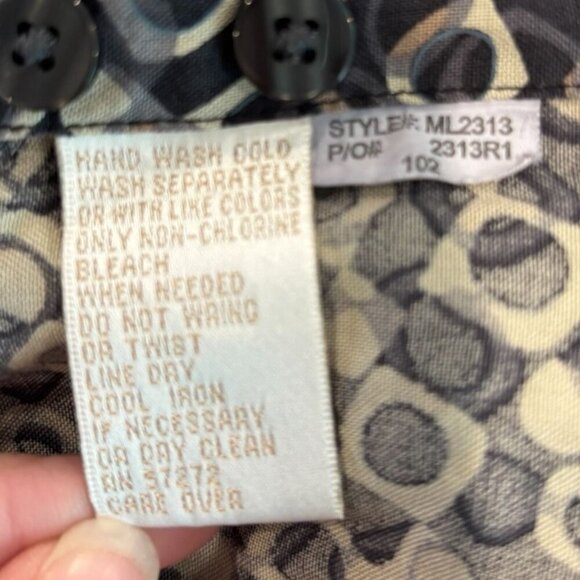 HAND WASH COLD
WASH SEPARATELY
OR WITH LIKE COLORS
ONLY NON-CHLORINE
BLEACH
WHEN NEEDED
DO NOT WRING
OR TWIST
LINE DRY
COOL IRON
IF NECESSARY
OR DRY CLEAN
RN 57272
CARE OVER
STYLE#: ML2313
P/O# 2313R1
102